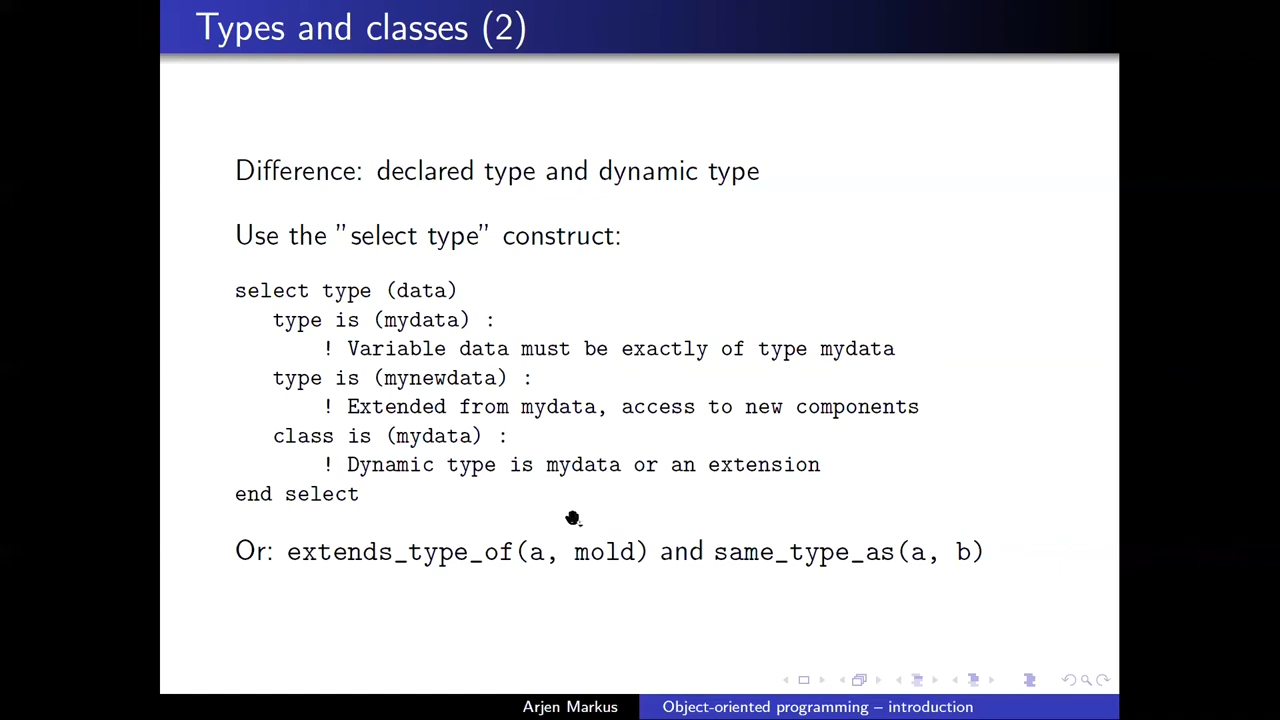 Types and classes (2)
Difference: declared type and dynamic type
Use the ”select type” construct:
select type (data)
type is (mydata) :
! Variable data must be exactly of type mydata
type is (mynewdata) :
! Extended from mydata, access to new components
class is (mydata) :
! Dynamic type is mydata or an extension
end select
Or: extends_type_of(a, mold) and same_type_as(a, b)
Arjen Markus
Object-oriented programming – introduction